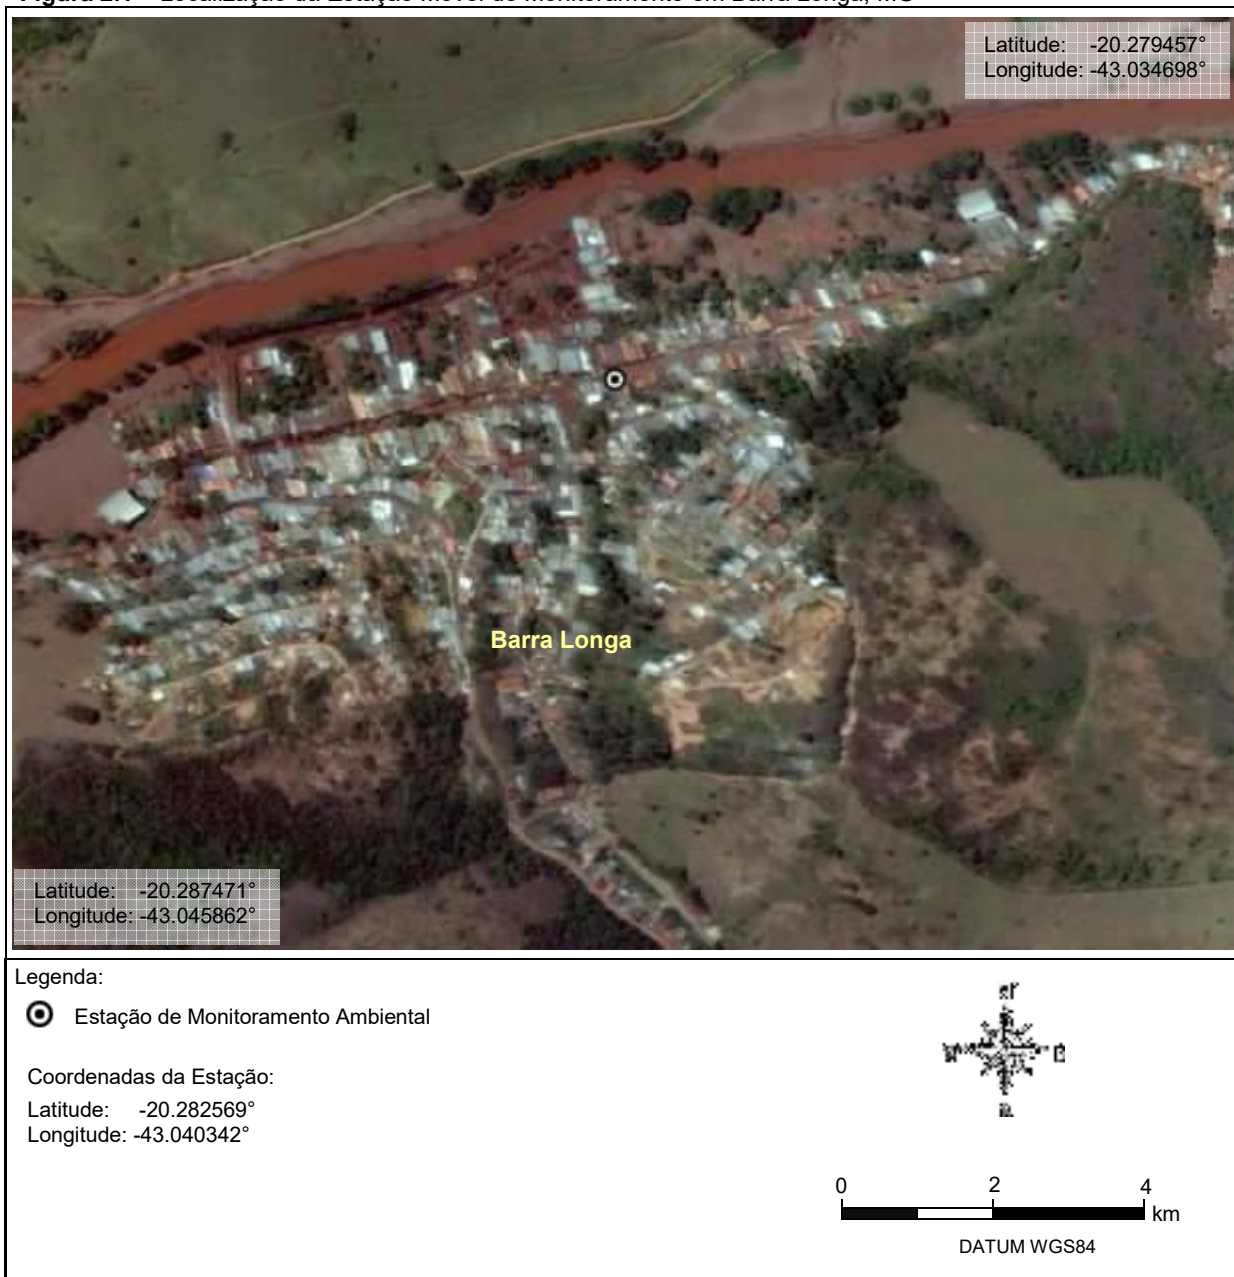 Latitude: -20.279457°
Longitude: -43.034698°
Barra Longa
Latitude: -20.287471°
Longitude: -43.045862°
Legenda:
Estação de Monitoramento Ambiental
Coordenadas da Estação:
Latitude: -20.282569°
Longitude: -43.040342°
0 2 4
km
DATUM WGS84